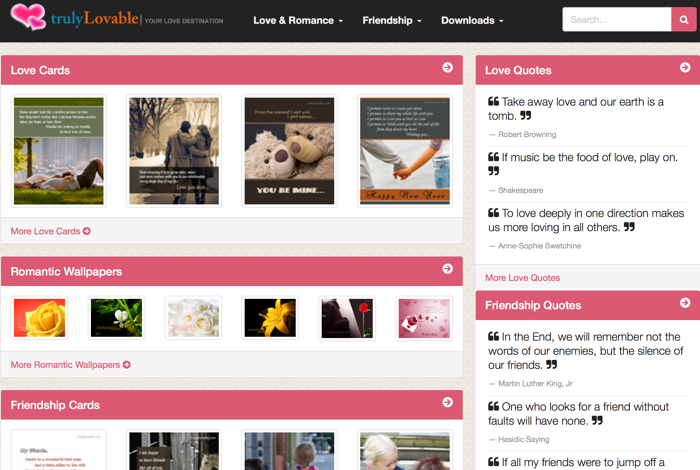 trulyLovable | YOUR LOVE DESTINATION
Love & Romance
Friendship
Downloads
Search...
Love Cards
YOU BE MINE...
Happy New Year
More Love Cards
Romantic Wallpapers
More Romantic Wallpapers
Friendship Cards
My Friends,
Love Quotes
❝ Take away love and our earth is a
tomb. ❞
— Robert Browning
❝ If music be the food of love, play on.
❞
— Shakespeare
❝ To love deeply in one direction makes
us more loving in all others. ❞
— Anne-Sophie Swetchine
More Love Quotes
Friendship Quotes
❝ In the End, we will remember not the
words of our enemies, but the silence of
our friends. ❞
— Martin Luther King, Jr
❝ One who looks for a friend without
faults will have none. ❞
— Hasidic Saying
❝ If all my friends were to jump off a